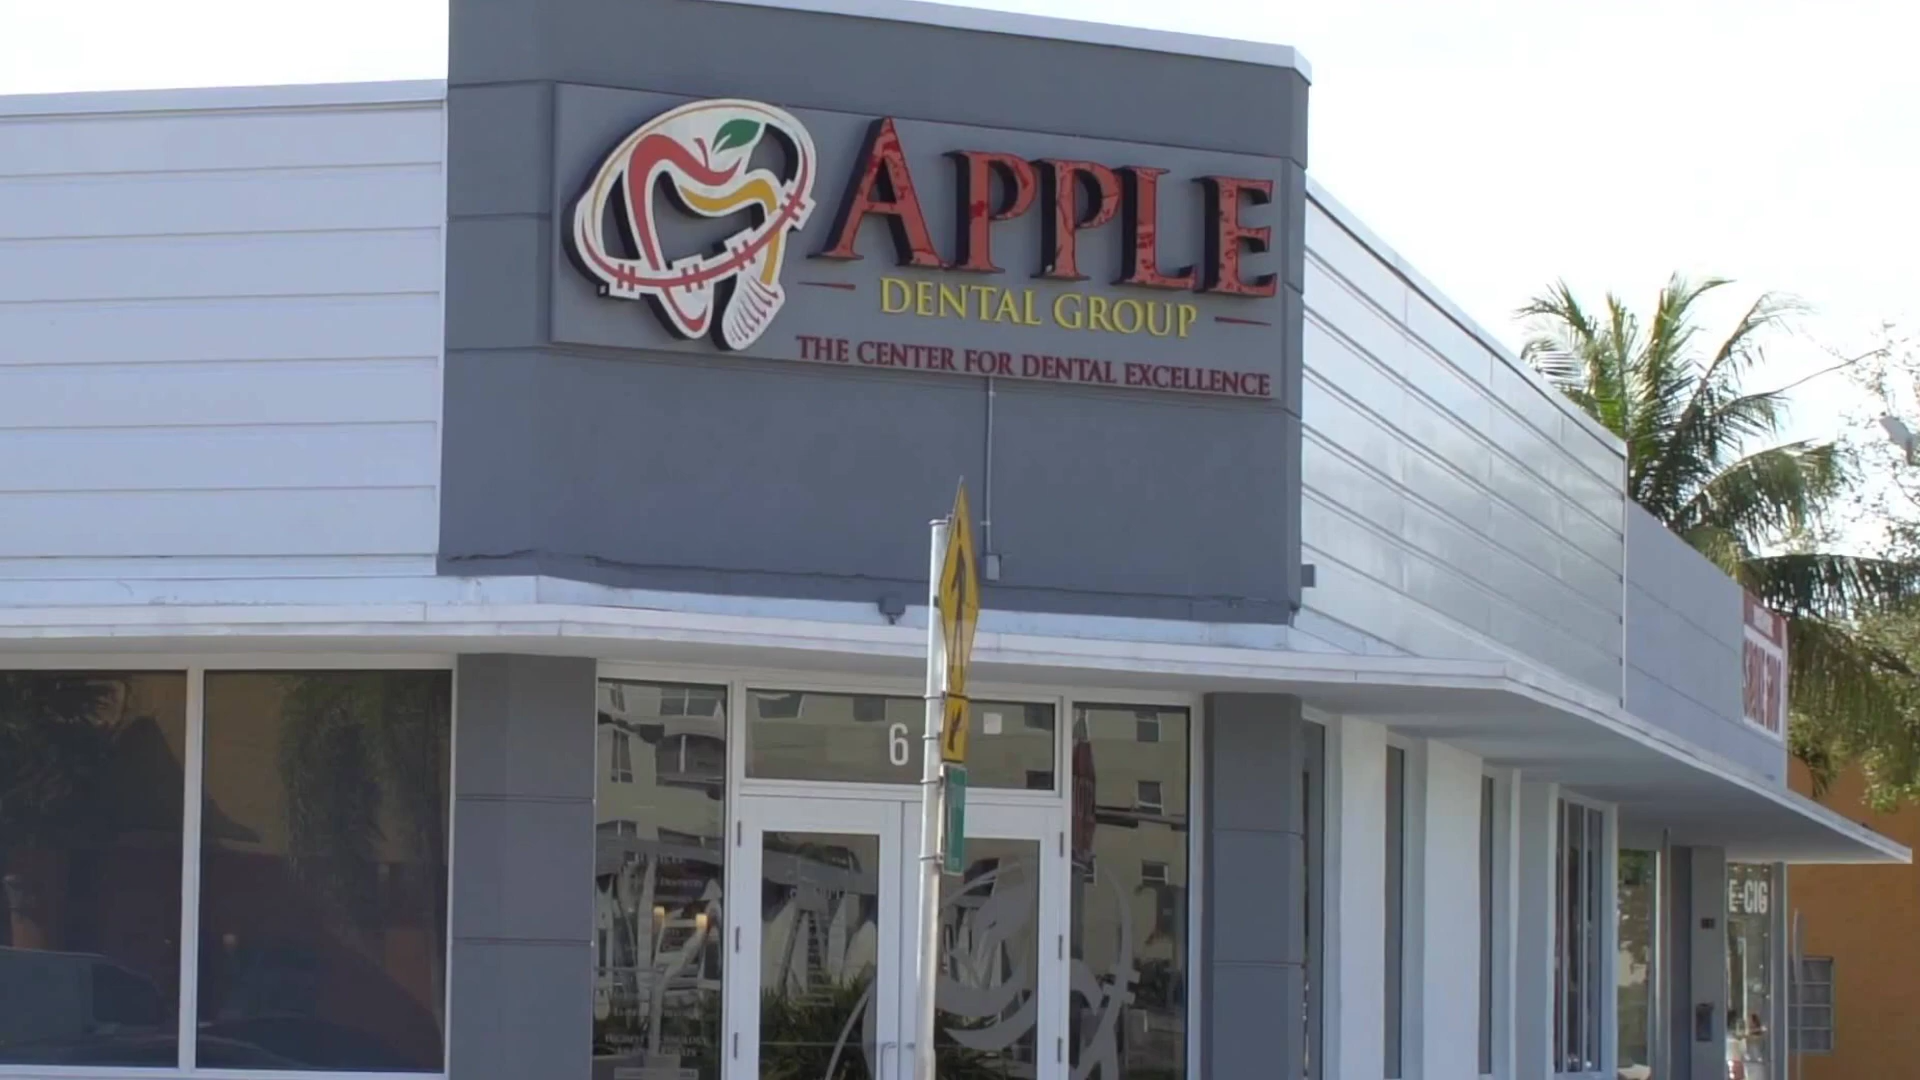 APPLE
DENTAL GROUP
THE CENTER FOR DENTAL EXCELLENCE
6
E-CIG